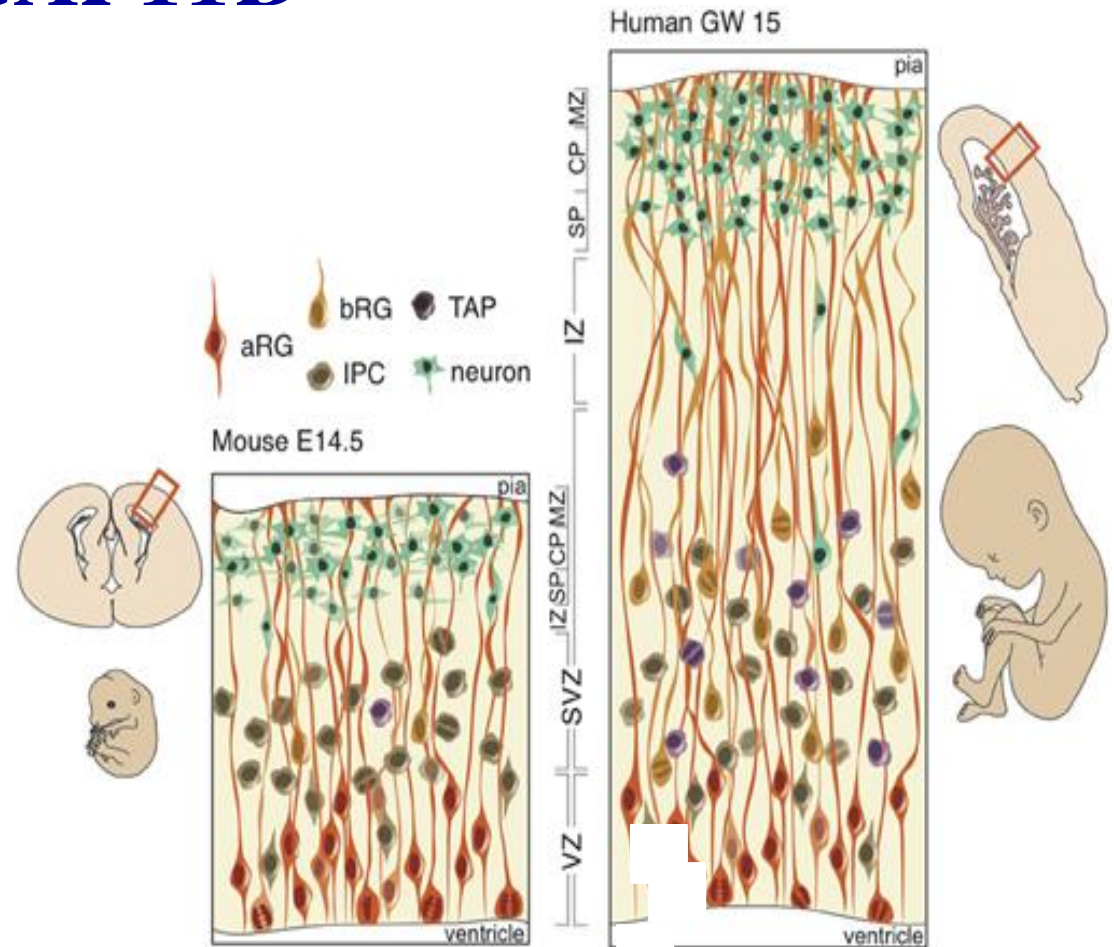 Human GW 15
pia
MZ
CP
SP
IZ
SVZ
VZ
ventricle
aRG
bRG
IPC
TAP
neuron
Mouse E14.5
pia
MZ
CP
SP
IZ
ventricle